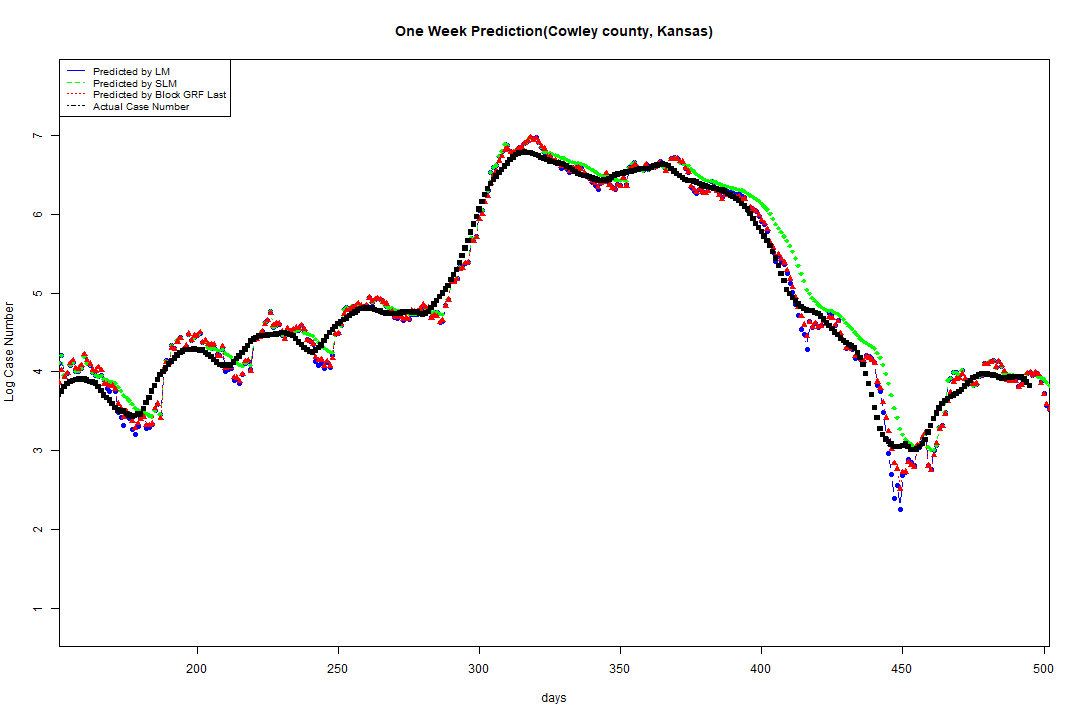 One Week Prediction(Cowley county, Kansas)
Predicted by LM
Predicted by SLM
Predicted by Block GRF Last
Actual Case Number
7
6
5
4
3
2
1
Log Case Number
200 250 300 350 400 450 500
days